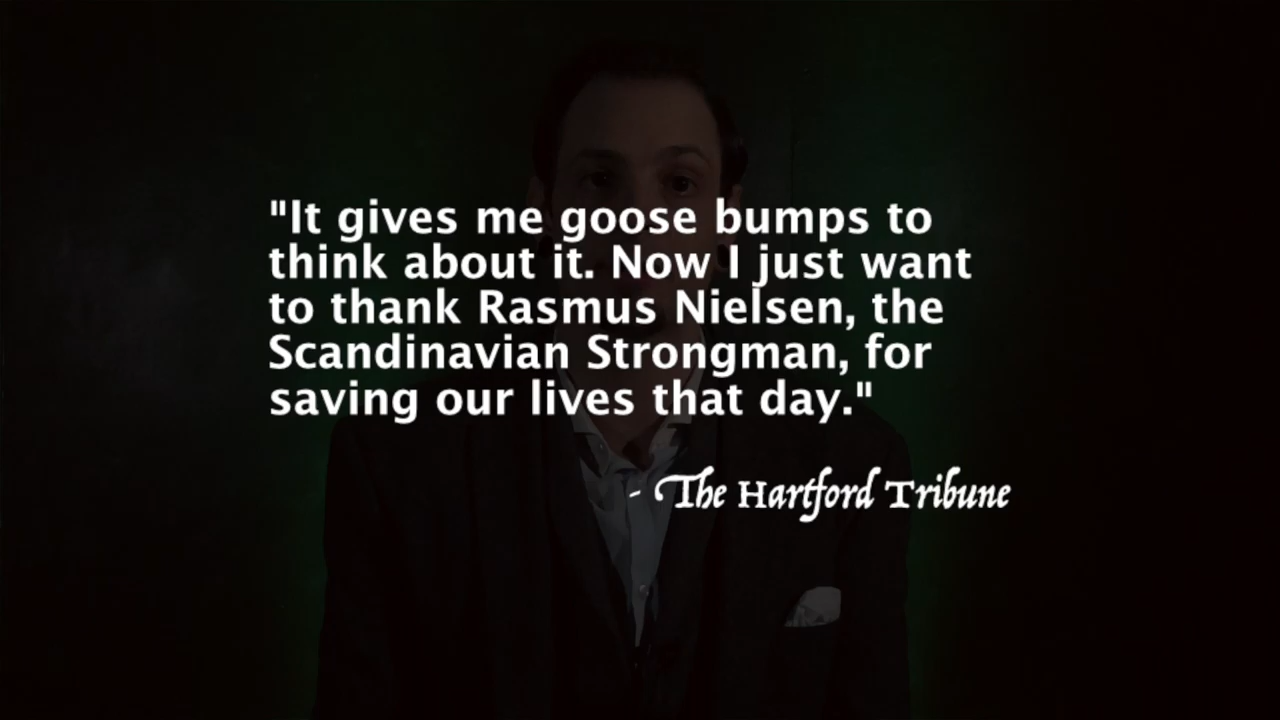 "It gives me goose bumps to
think about it. Now I just want
to thank Rasmus Nielsen, the
Scandinavian Strongman, for
saving our lives that day."
- The Hartford Tribune